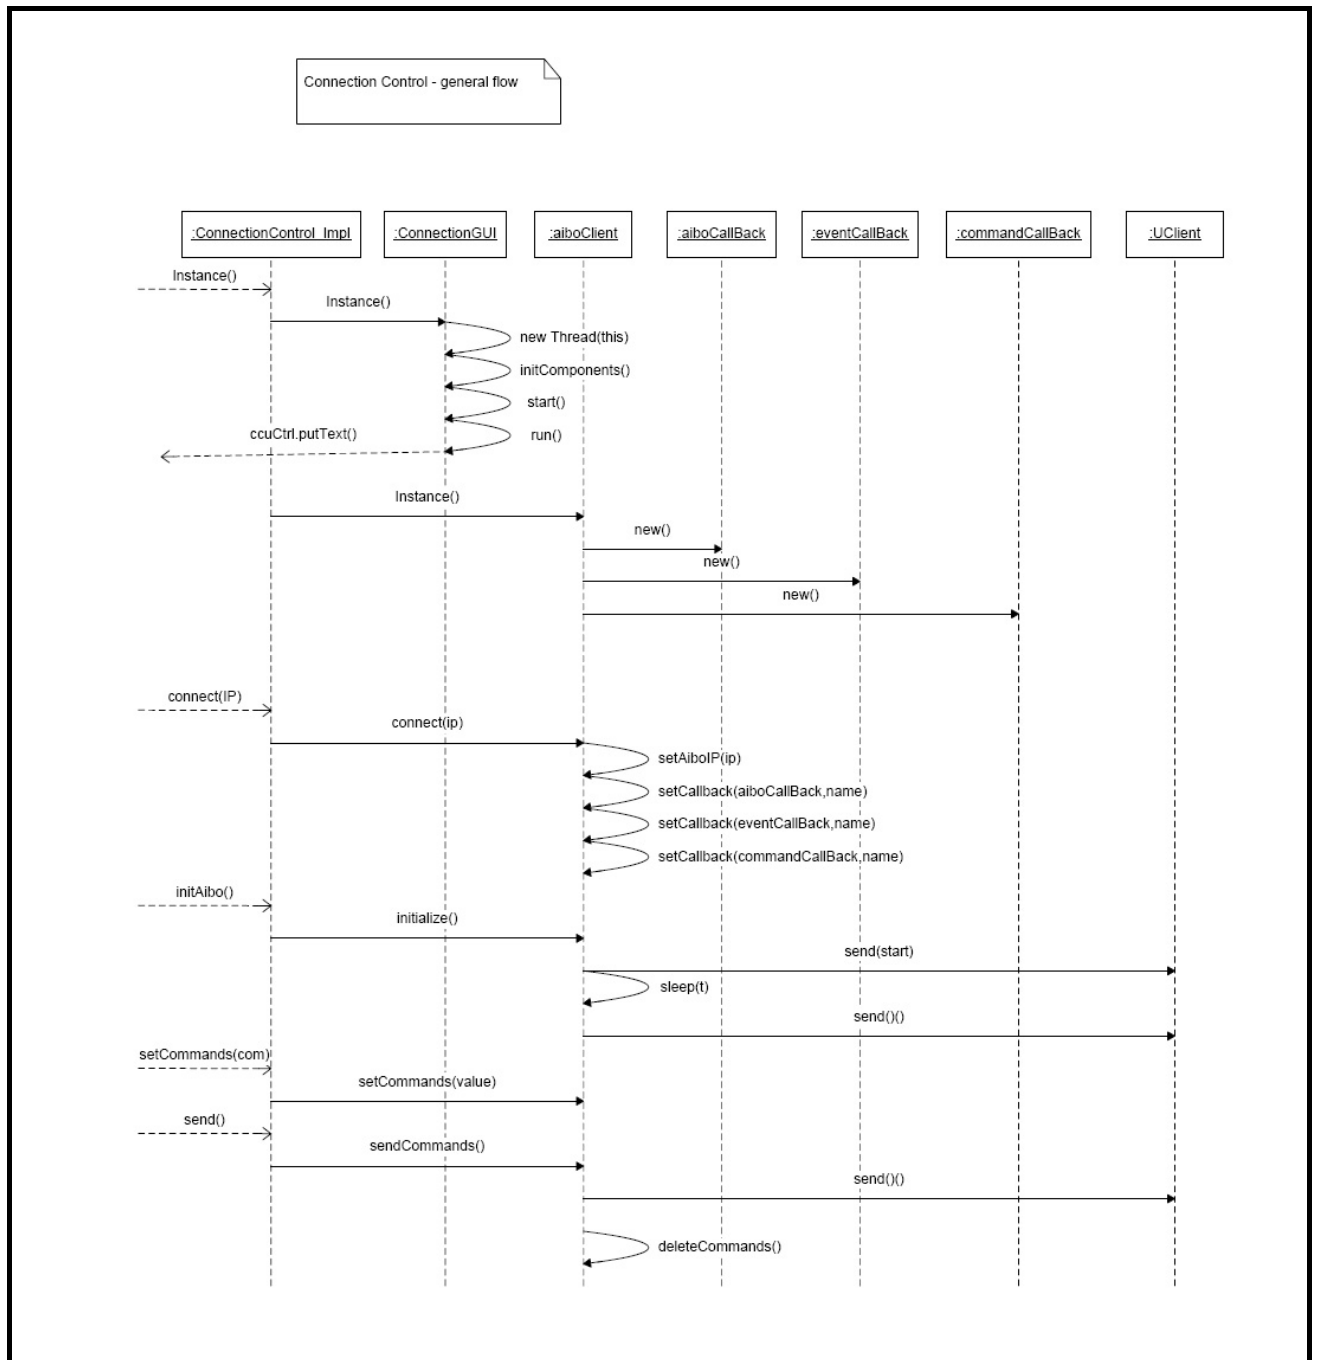 Connection Control - general flow
:ConnectionControl_Impl :ConnectionGUI :aiboClient :aiboCallBack :eventCallBack :commandCallBack :UClient
Instance()
Instance()
new Thread(this)
initComponents()
start()
ccuCtrl.putText() run()
Instance()
new()
new()
new()
connect(IP)
connect(ip)
setAiboIP(ip)
setCallback(aiboCallBack,name)
setCallback(eventCallBack,name)
setCallback(commandCallBack,name)
initAibo()
initialize()
send(start)
sleep(t)
send()()
setCommands(com)
setCommands(value)
send()
sendCommands()
send()()
deleteCommands()